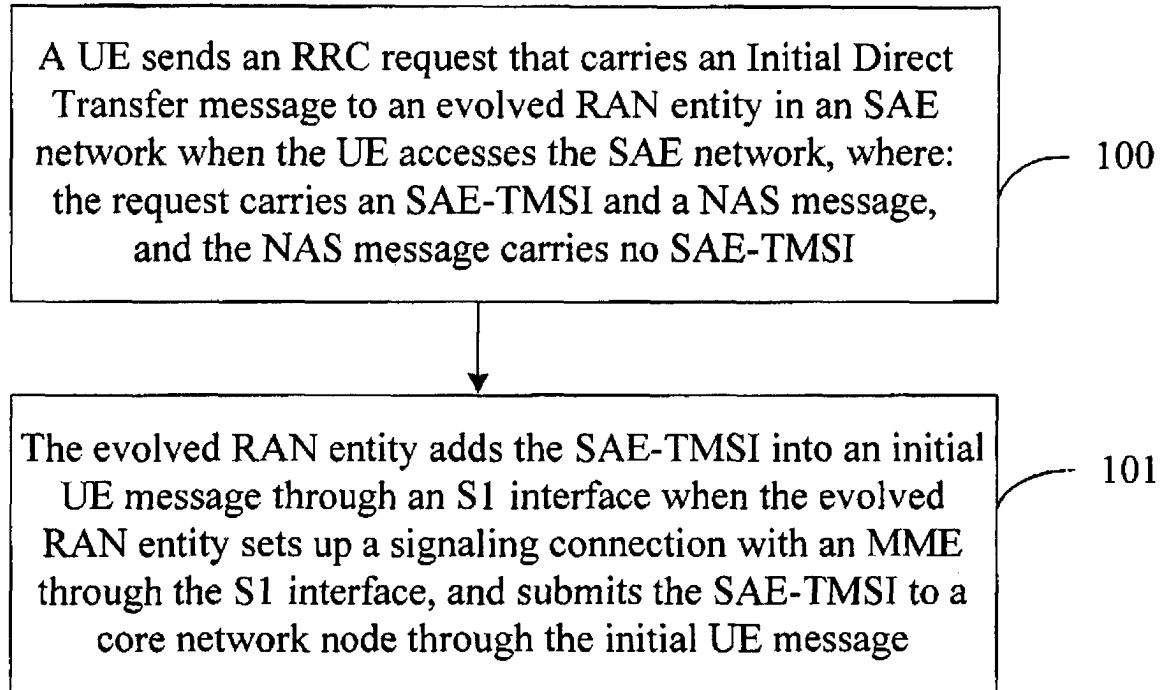 A UE sends an RRC request that carries an Initial Direct
Transfer message to an evolved RAN entity in an SAE
network when the UE accesses the SAE network, where:
the request carries an SAE-TMSI and a NAS message,
and the NAS message carries no SAE-TMSI
100
The evolved RAN entity adds the SAE-TMSI into an initial
UE message through an S1 interface when the evolved
RAN entity sets up a signaling connection with an MME
through the S1 interface, and submits the SAE-TMSI to a
core network node through the initial UE message
101